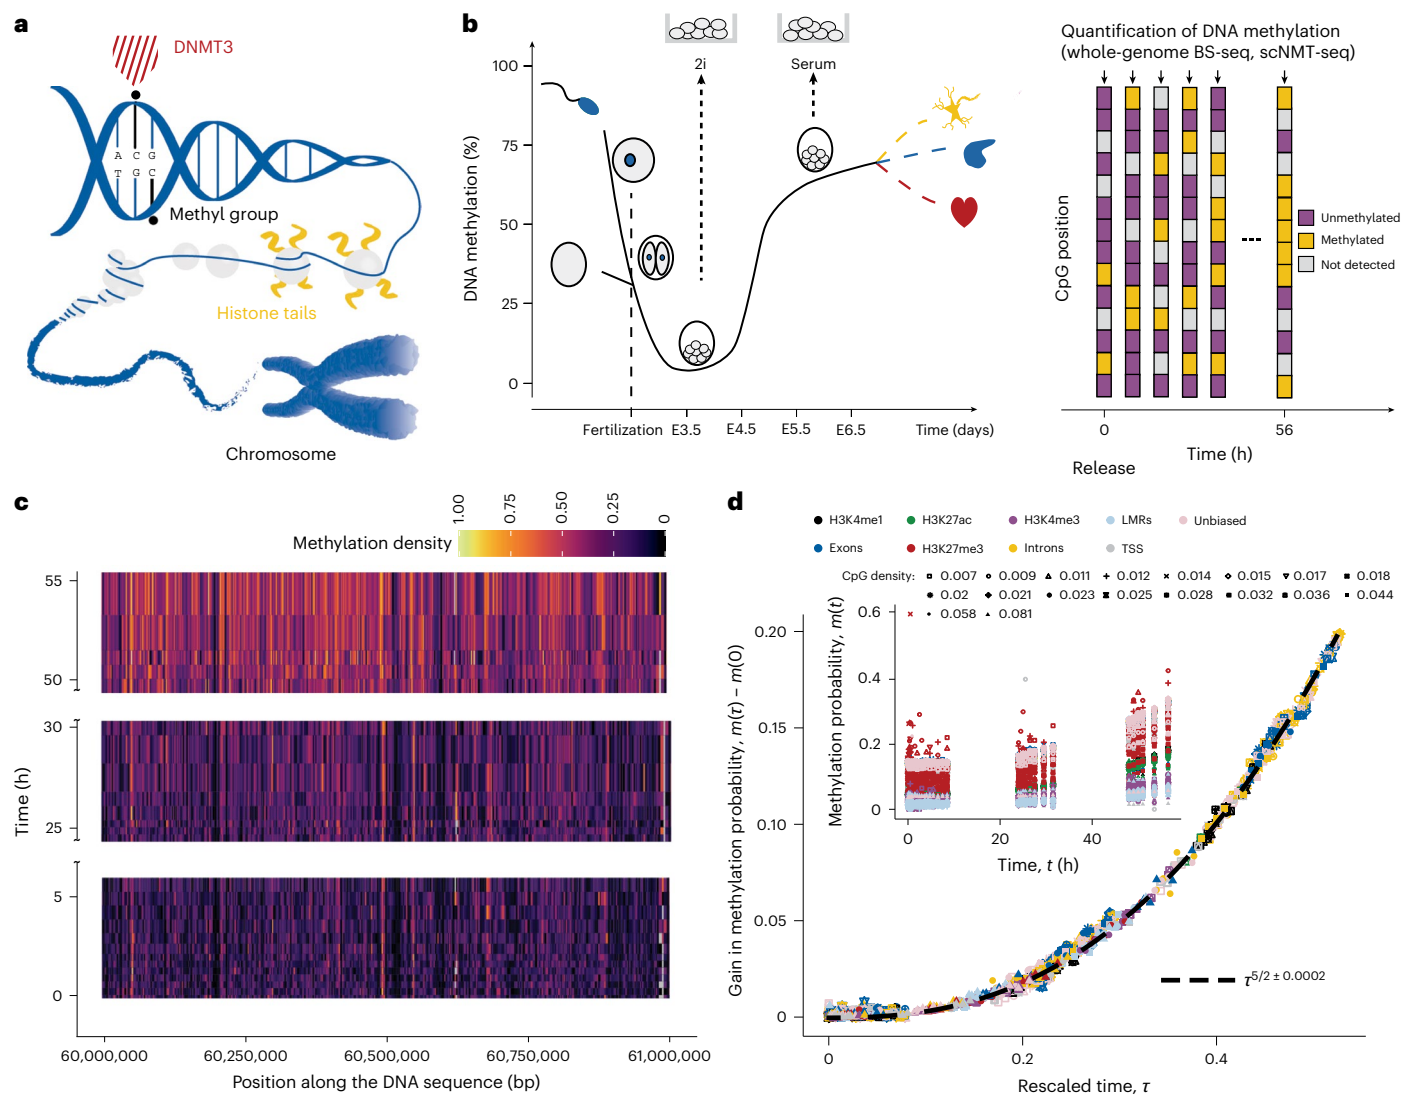 a
DNMT3
A C G
T G C
Methyl group
Histone tails
Chromosome
b
2i
Serum
DNA methylation (%)
100
75
50
25
0
Fertilization
E3.5
E4.5
E5.5
E6.5
Time (days)
Quantification of DNA methylation
(whole-genome BS-seq, scNMT-seq)
CpG position
Unmethylated
Methylated
Not detected
0
56
Time (h)
Release
c
Methylation density
1.00
0.75
0.50
0.25
0
Time (h)
55
50
30
25
5
0
60,000,000
60,250,000
60,500,000
60,750,000
61,000,000
Position along the DNA sequence (bp)
d
H3K4me1
H3K27ac
H3K4me3
LMRs
Unbiased
Exons
H3K27me3
Introns
TSS
CpG density:
0.007
0.009
0.011
0.012
0.014
0.015
0.017
0.018
0.02
0.021
0.023
0.025
0.028
0.032
0.036
0.044
0.058
0.081
Methylation probability, m(t)
0.6
0.4
0.2
0
0
20
40
Time, t (h)
Gain in methylation probability, m(t) – m(0)
0.20
0.15
0.10
0.05
0
τ5/2 ± 0.0002
0
0.2
0.4
Rescaled time, τ